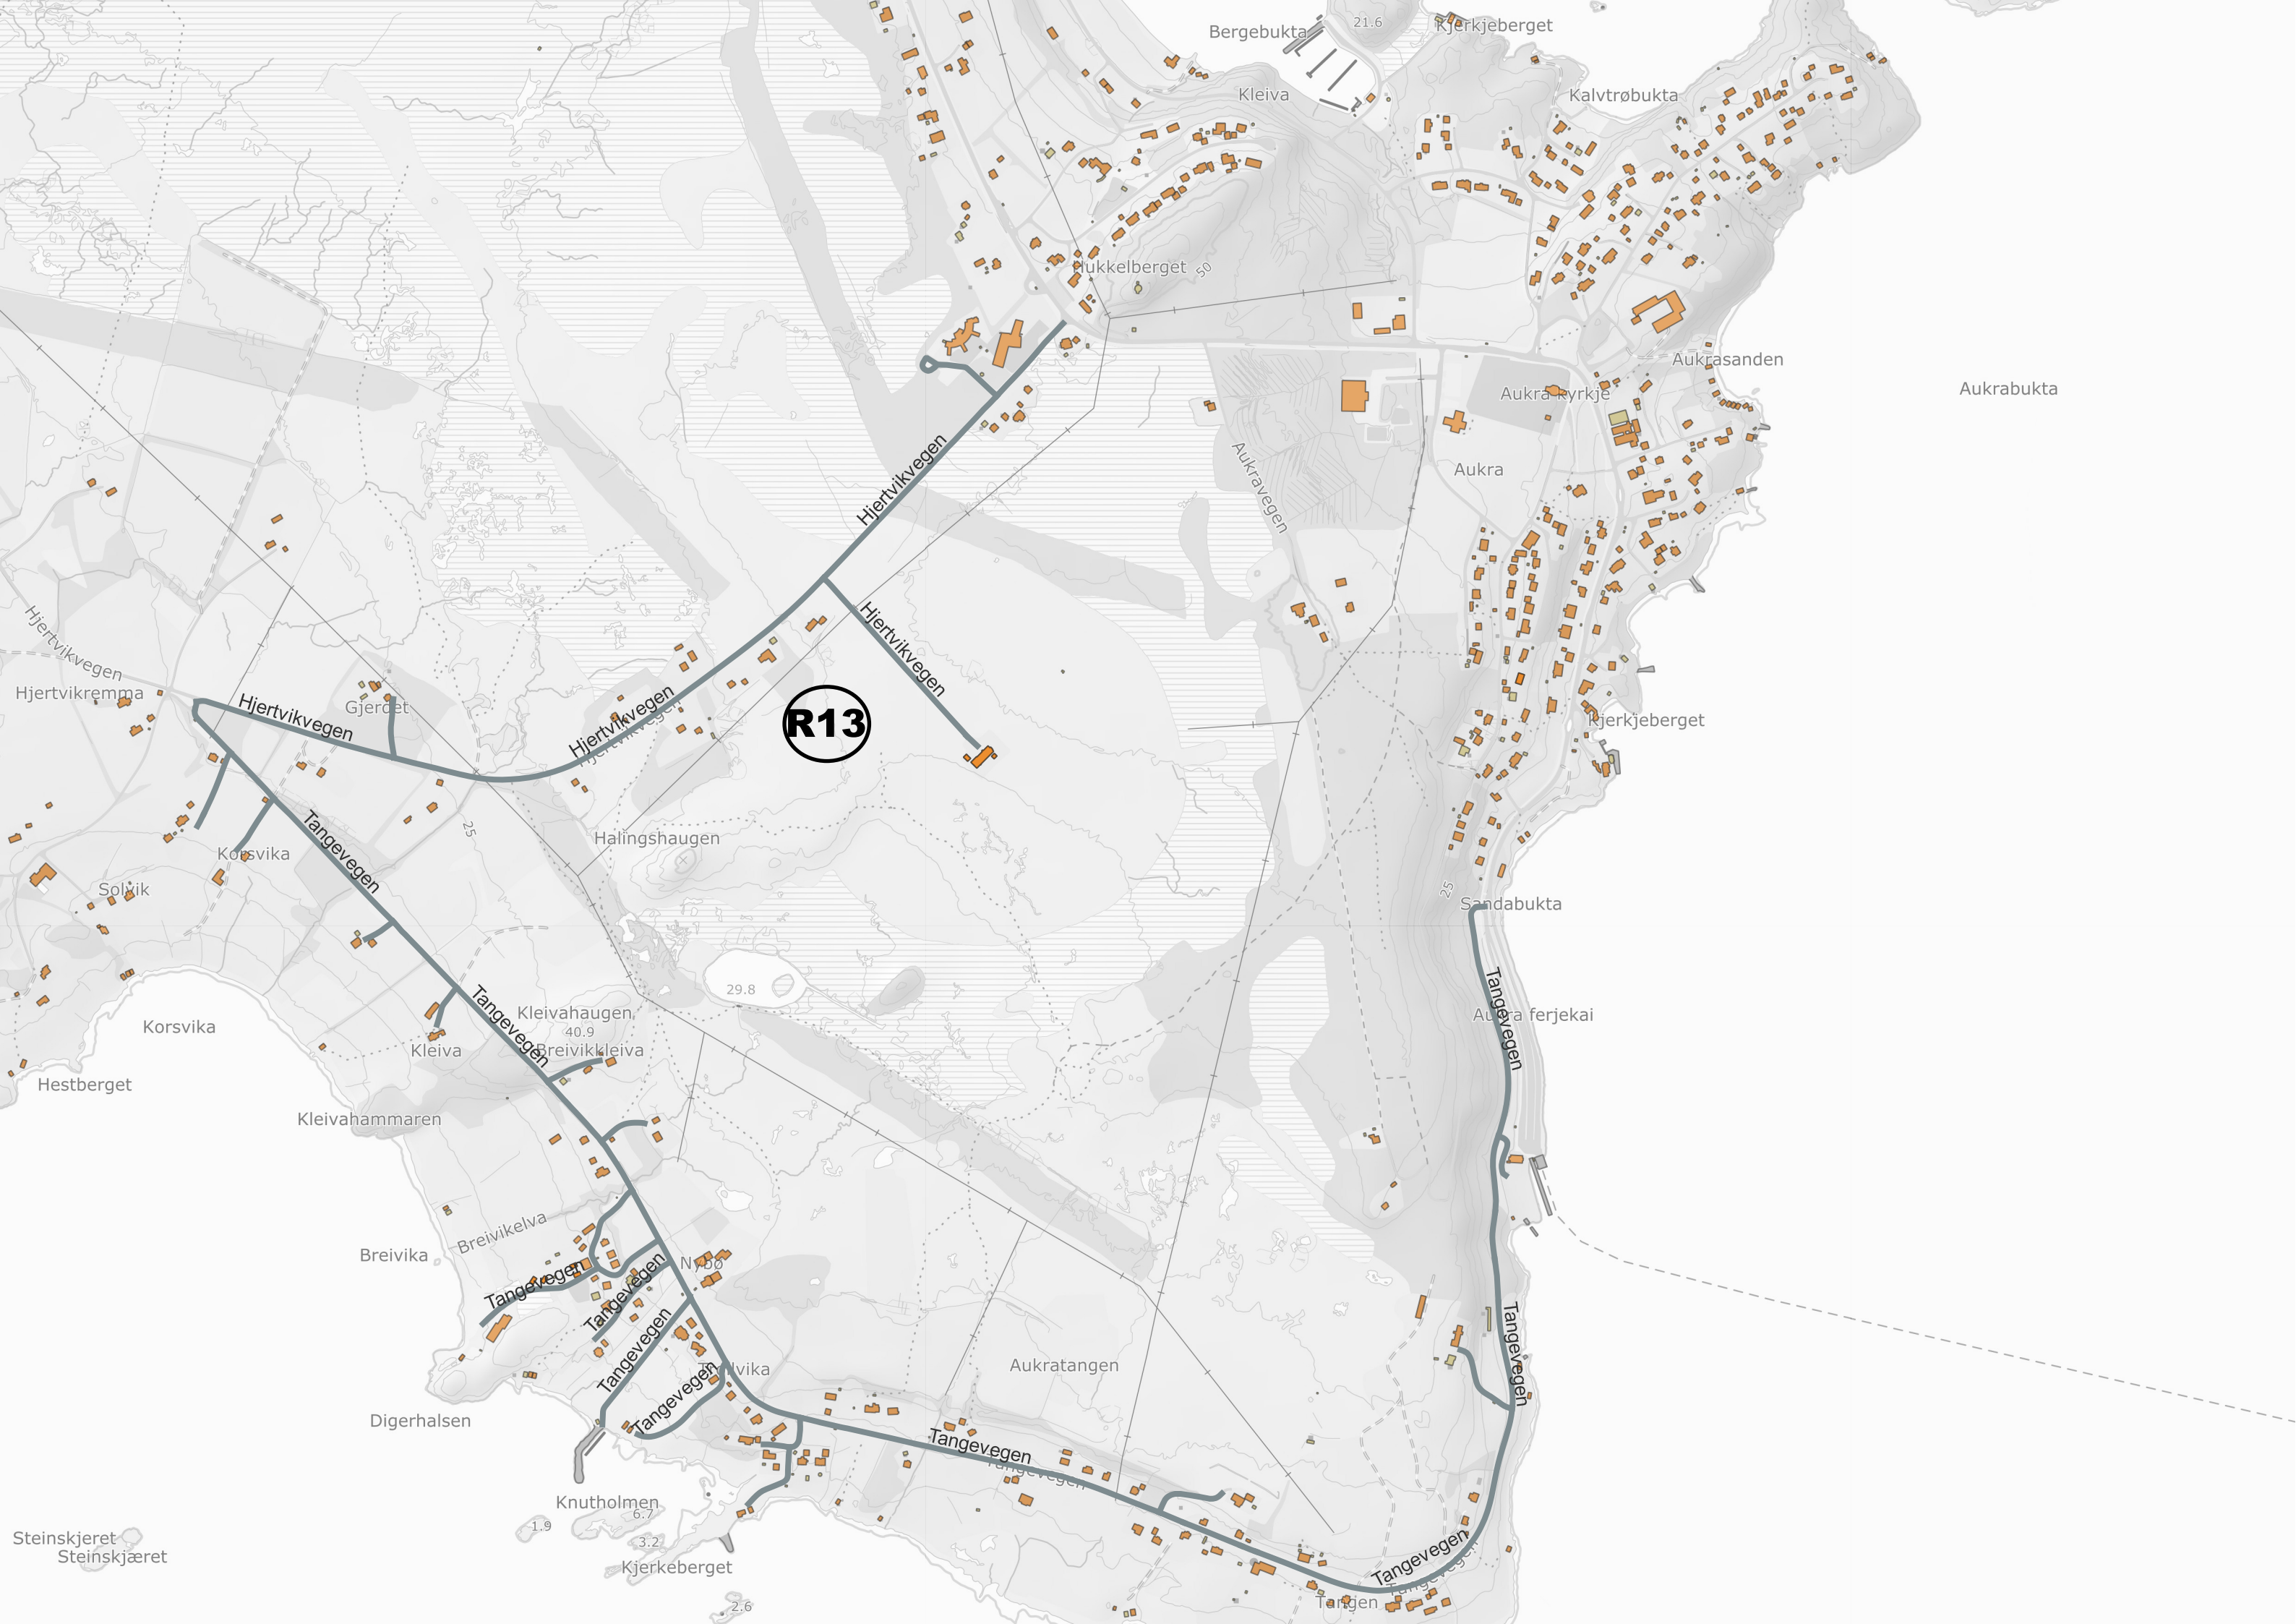 Bergebukta
21.6
Kjerkjeberget
Kleiva
Kalvtrøbukta
Hukkelberget
50
Aukrasanden
Aukra kyrkje
Aukrabukta
Hjertvikvegen
Aukravegen
Aukra
Hjertvikvegen
Hjertvikvegen
Hjertvikremma
Gjerdet
Hjertvikvegen
Hjertvikvegen
Hjertvikvegen
R13
Kjerkjeberget
25
Tangevegen
Halingshaugen
Korsvika
Solvik
25
Sandabukta
29.8
Tangevegen
Tangevegen
Kleivahaugen
40.9
Aukra ferjekai
Korsvika
Kleiva
Breivikkleiva
Hestberget
Kleivahammaren
Breivikelva
Breivika
Tangevegen
Tangevegen
Nybø
Tangevegen
Tangevegen
Tangevegen
Aukratangen
Digerhalsen
Tangevegen
Tangevegen
Knutholmen
6.7
1.9
3.2
Steinskjeret
Steinskjæret
Kjerkeberget
Tangevegen
Tangevegen
Tangen
2.6